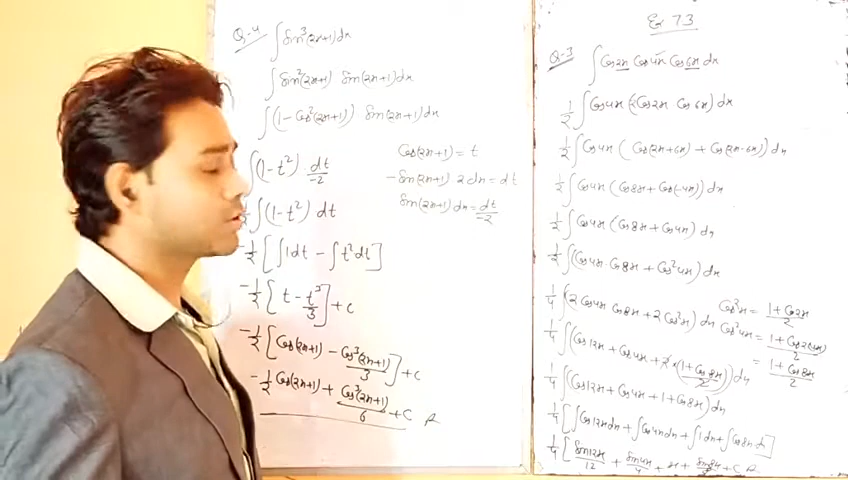 Q-4 ∫ sin³(2x+1)dx
∫ sin²(2x+1) sin(2x+1)dx
∫ (1 - cos²(2x+1)) sin(2x+1)dx
∫ (1-t²) dt/-2
cos(2x+1) = t
-sin(2x+1) 2dx = dt
sin(2x+1)dx = dt/-2
∫(1-t²) dt
-1/2 [∫1dt - ∫t²dt]
-1/2 [t - t³/3] + c
-1/2 [cos(2x+1) - cos³(2x+1)/3] + c
-1/2 cos(2x+1) + cos³(2x+1)/6 + C
Ex 7.3
Q-3 ∫ cos2x cos4x cos6x dx
1/2 ∫ cos4x (2cos2x cos6x) dx
1/2 ∫ cos4x (cos(2x+6x) + cos(2x-6x)) dx
1/2 ∫ cos4x (cos8x + cos(-4x)) dx
1/2 ∫ cos4x (cos8x + cos4x) dx
1/2 ∫ (cos4x·cos8x + cos²4x) dx
1/4 ∫ (2cos4x cos8x + 2cos²4x) dx
cos²x = 1+cos2x/2
cos²4x = 1+cos2(4x)/2
= 1+cos8x/2
1/4 ∫ (cos12x + cos4x + 2×(1+cos8x/2)) dx
1/4 ∫ (cos12x + cos4x + 1 + cos8x) dx
1/4 [∫cos12xdx + ∫cos4xdx + ∫1dx + ∫cos8xdx]
1/4 [sin12x/12 + sin4x/4 + x + sin8x/8 + C